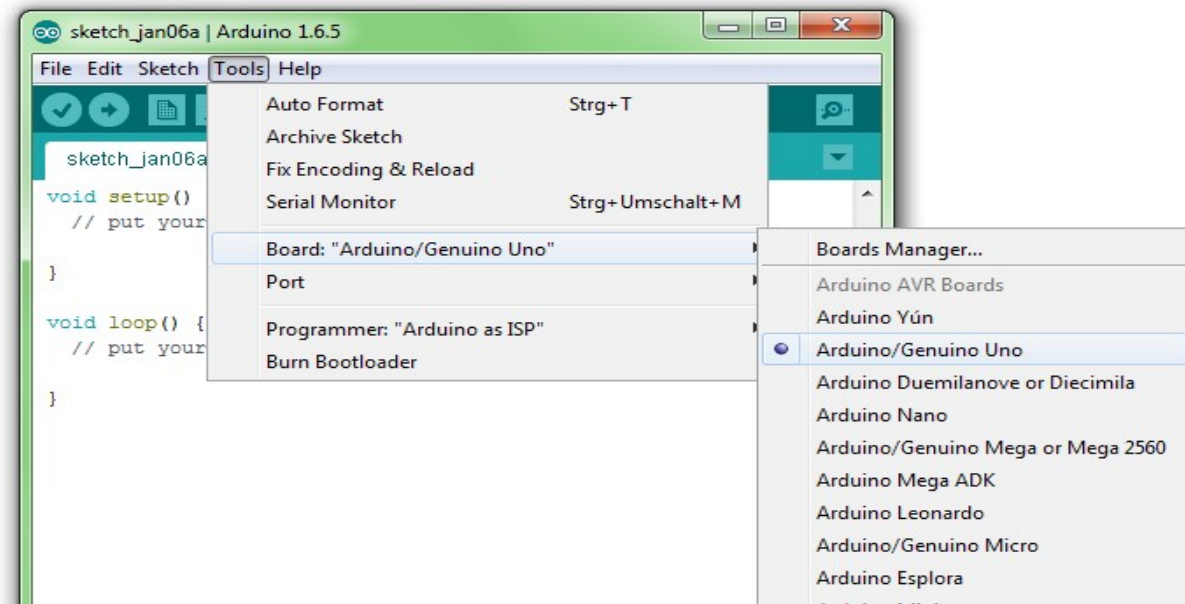 sketch_jan06a | Arduino 1.6.5
File Edit Sketch Tools Help
Auto Format Strg+T
Archive Sketch
Fix Encoding & Reload
Serial Monitor Strg+Umschalt+M
Board: "Arduino/Genuino Uno"
Port
Programmer: "Arduino as ISP"
Burn Bootloader
sketch_jan06a
void setup()
// put your
}
void loop() {
// put your
}
Boards Manager...
Arduino AVR Boards
Arduino Yún
Arduino/Genuino Uno
Arduino Duemilanove or Diecimila
Arduino Nano
Arduino/Genuino Mega or Mega 2560
Arduino Mega ADK
Arduino Leonardo
Arduino/Genuino Micro
Arduino Esplora